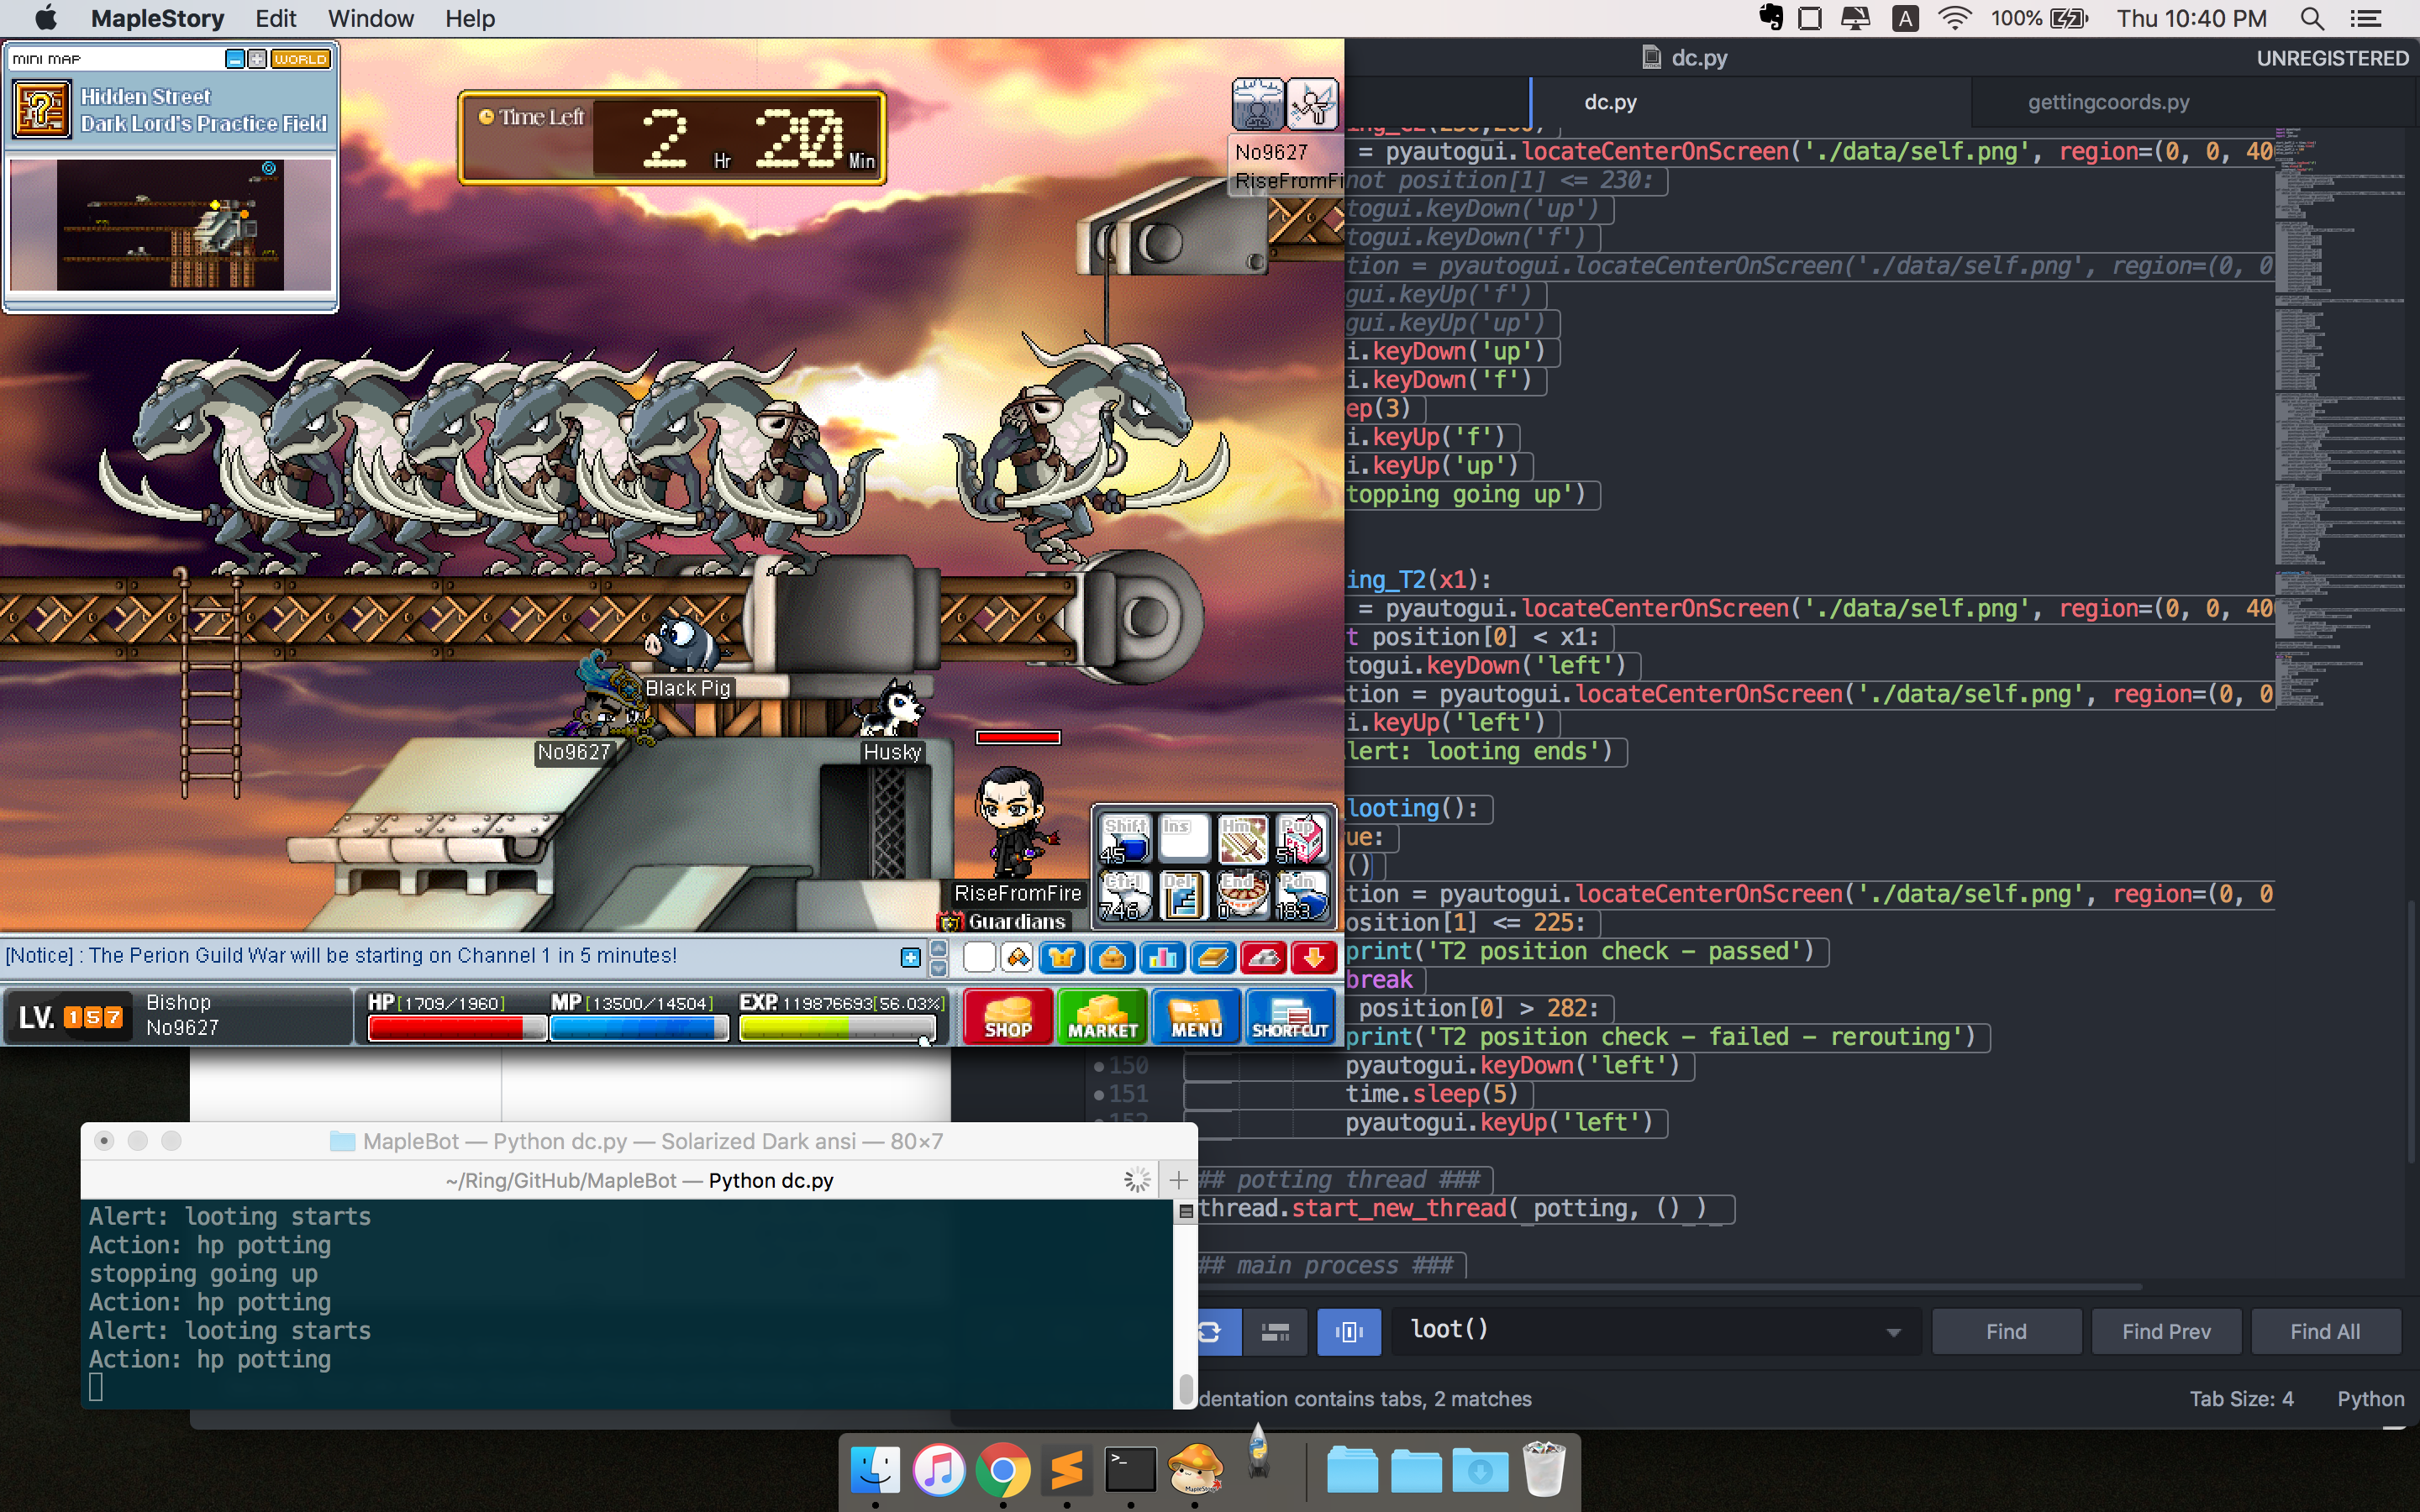 MapleStory Edit Window Help
100% Thu 10:40 PM
MINI MAP WORLD
Hidden Street
Dark Lord's Practice Field
Time Left 2 Hr 20 Min
No9627
RiseFromFi
Black Pig
No9627
Husky
RiseFromFire
Guardians
Shift Ins Hm Pup
45 51
Ctrl Del End Pdn
746 0 183
[Notice] : The Perion Guild War will be starting on Channel 1 in 5 minutes!
LV. 157
Bishop
No9627
HP[1709/1960] MP[13500/14504] EXP. 119876693[56.03%]
SHOP MARKET MENU SHORTCUT
dc.py
UNREGISTERED
dc.py gettingcoords.py
= pyautogui.locateCenterOnScreen('./data/self.png', region=(0, 0, 40
not position[1] <= 230:
togui.keyDown('up')
togui.keyDown('f')
tion = pyautogui.locateCenterOnScreen('./data/self.png', region=(0, 0
gui.keyUp('f')
gui.keyUp('up')
i.keyDown('up')
i.keyDown('f')
ep(3)
i.keyUp('f')
i.keyUp('up')
topping going up')
ing_T2(x1):
= pyautogui.locateCenterOnScreen('./data/self.png', region=(0, 0, 40
t position[0] < x1:
togui.keyDown('left')
tion = pyautogui.locateCenterOnScreen('./data/self.png', region=(0, 0
i.keyUp('left')
lert: looting ends')
looting():
ue:
()
tion = pyautogui.locateCenterOnScreen('./data/self.png', region=(0, 0
osition[1] <= 225:
print('T2 position check – passed')
break
position[0] > 282:
print('T2 position check – failed – rerouting')
150 pyautogui.keyDown('left')
151 time.sleep(5)
152 pyautogui.keyUp('left')
## potting thread ###
thread.start_new_thread( potting, () )
## main process ###
loot() Find Find Prev Find All
dentation contains tabs, 2 matches Tab Size: 4 Python
MapleBot — Python dc.py — Solarized Dark ansi — 80×7
~/Ring/GitHub/MapleBot — Python dc.py
Alert: looting starts
Action: hp potting
stopping going up
Action: hp potting
Alert: looting starts
Action: hp potting